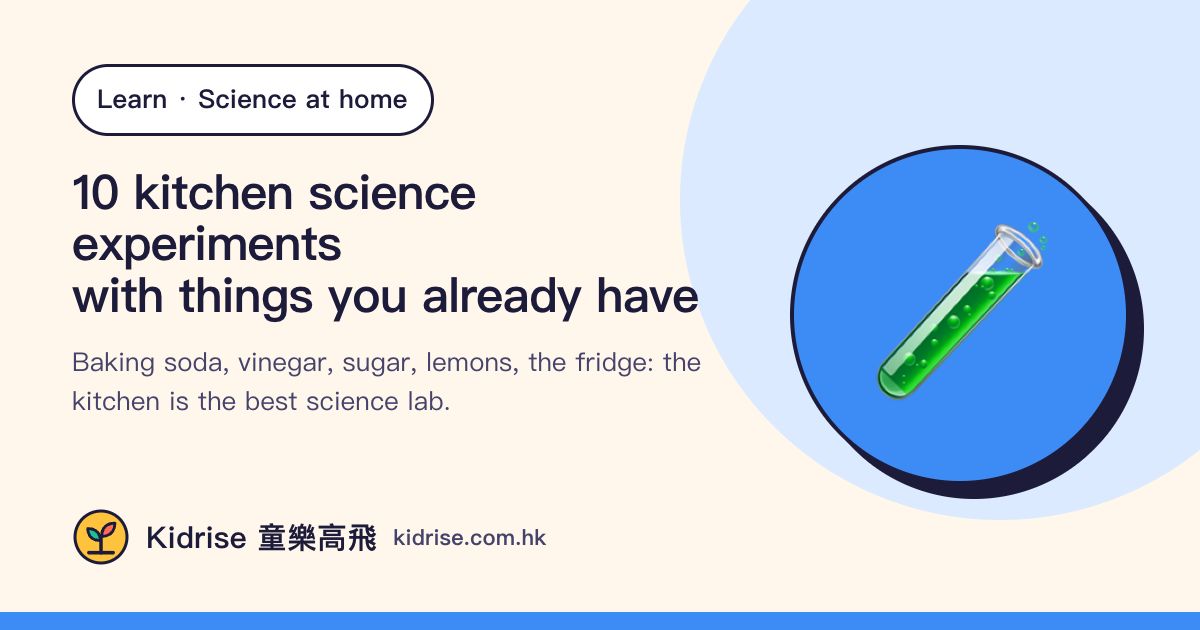 Learn · Science at home
10 kitchen science
experiments
with things you already have
Baking soda, vinegar, sugar, lemons, the fridge: the
kitchen is the best science lab.
Kidrise 童樂高飛 kidrise.com.hk